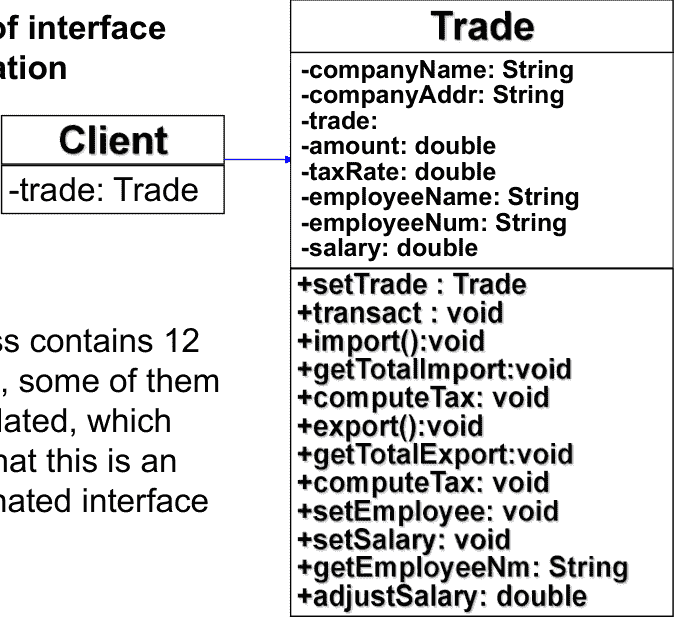 of interface
ation
Client
-trade: Trade
ss contains 12
, some of them
lated, which
hat this is an
nated interface
Trade
-companyName: String
-companyAddr: String
-trade:
-amount: double
-taxRate: double
-employeeName: String
-employeeNum: String
-salary: double
+setTrade : Trade
+transact : void
+import():void
+getTotalImport:void
+computeTax: void
+export():void
+getTotalExport:void
+computeTax: void
+setEmployee: void
+setSalary: void
+getEmployeeNm: String
+adjustSalary: double